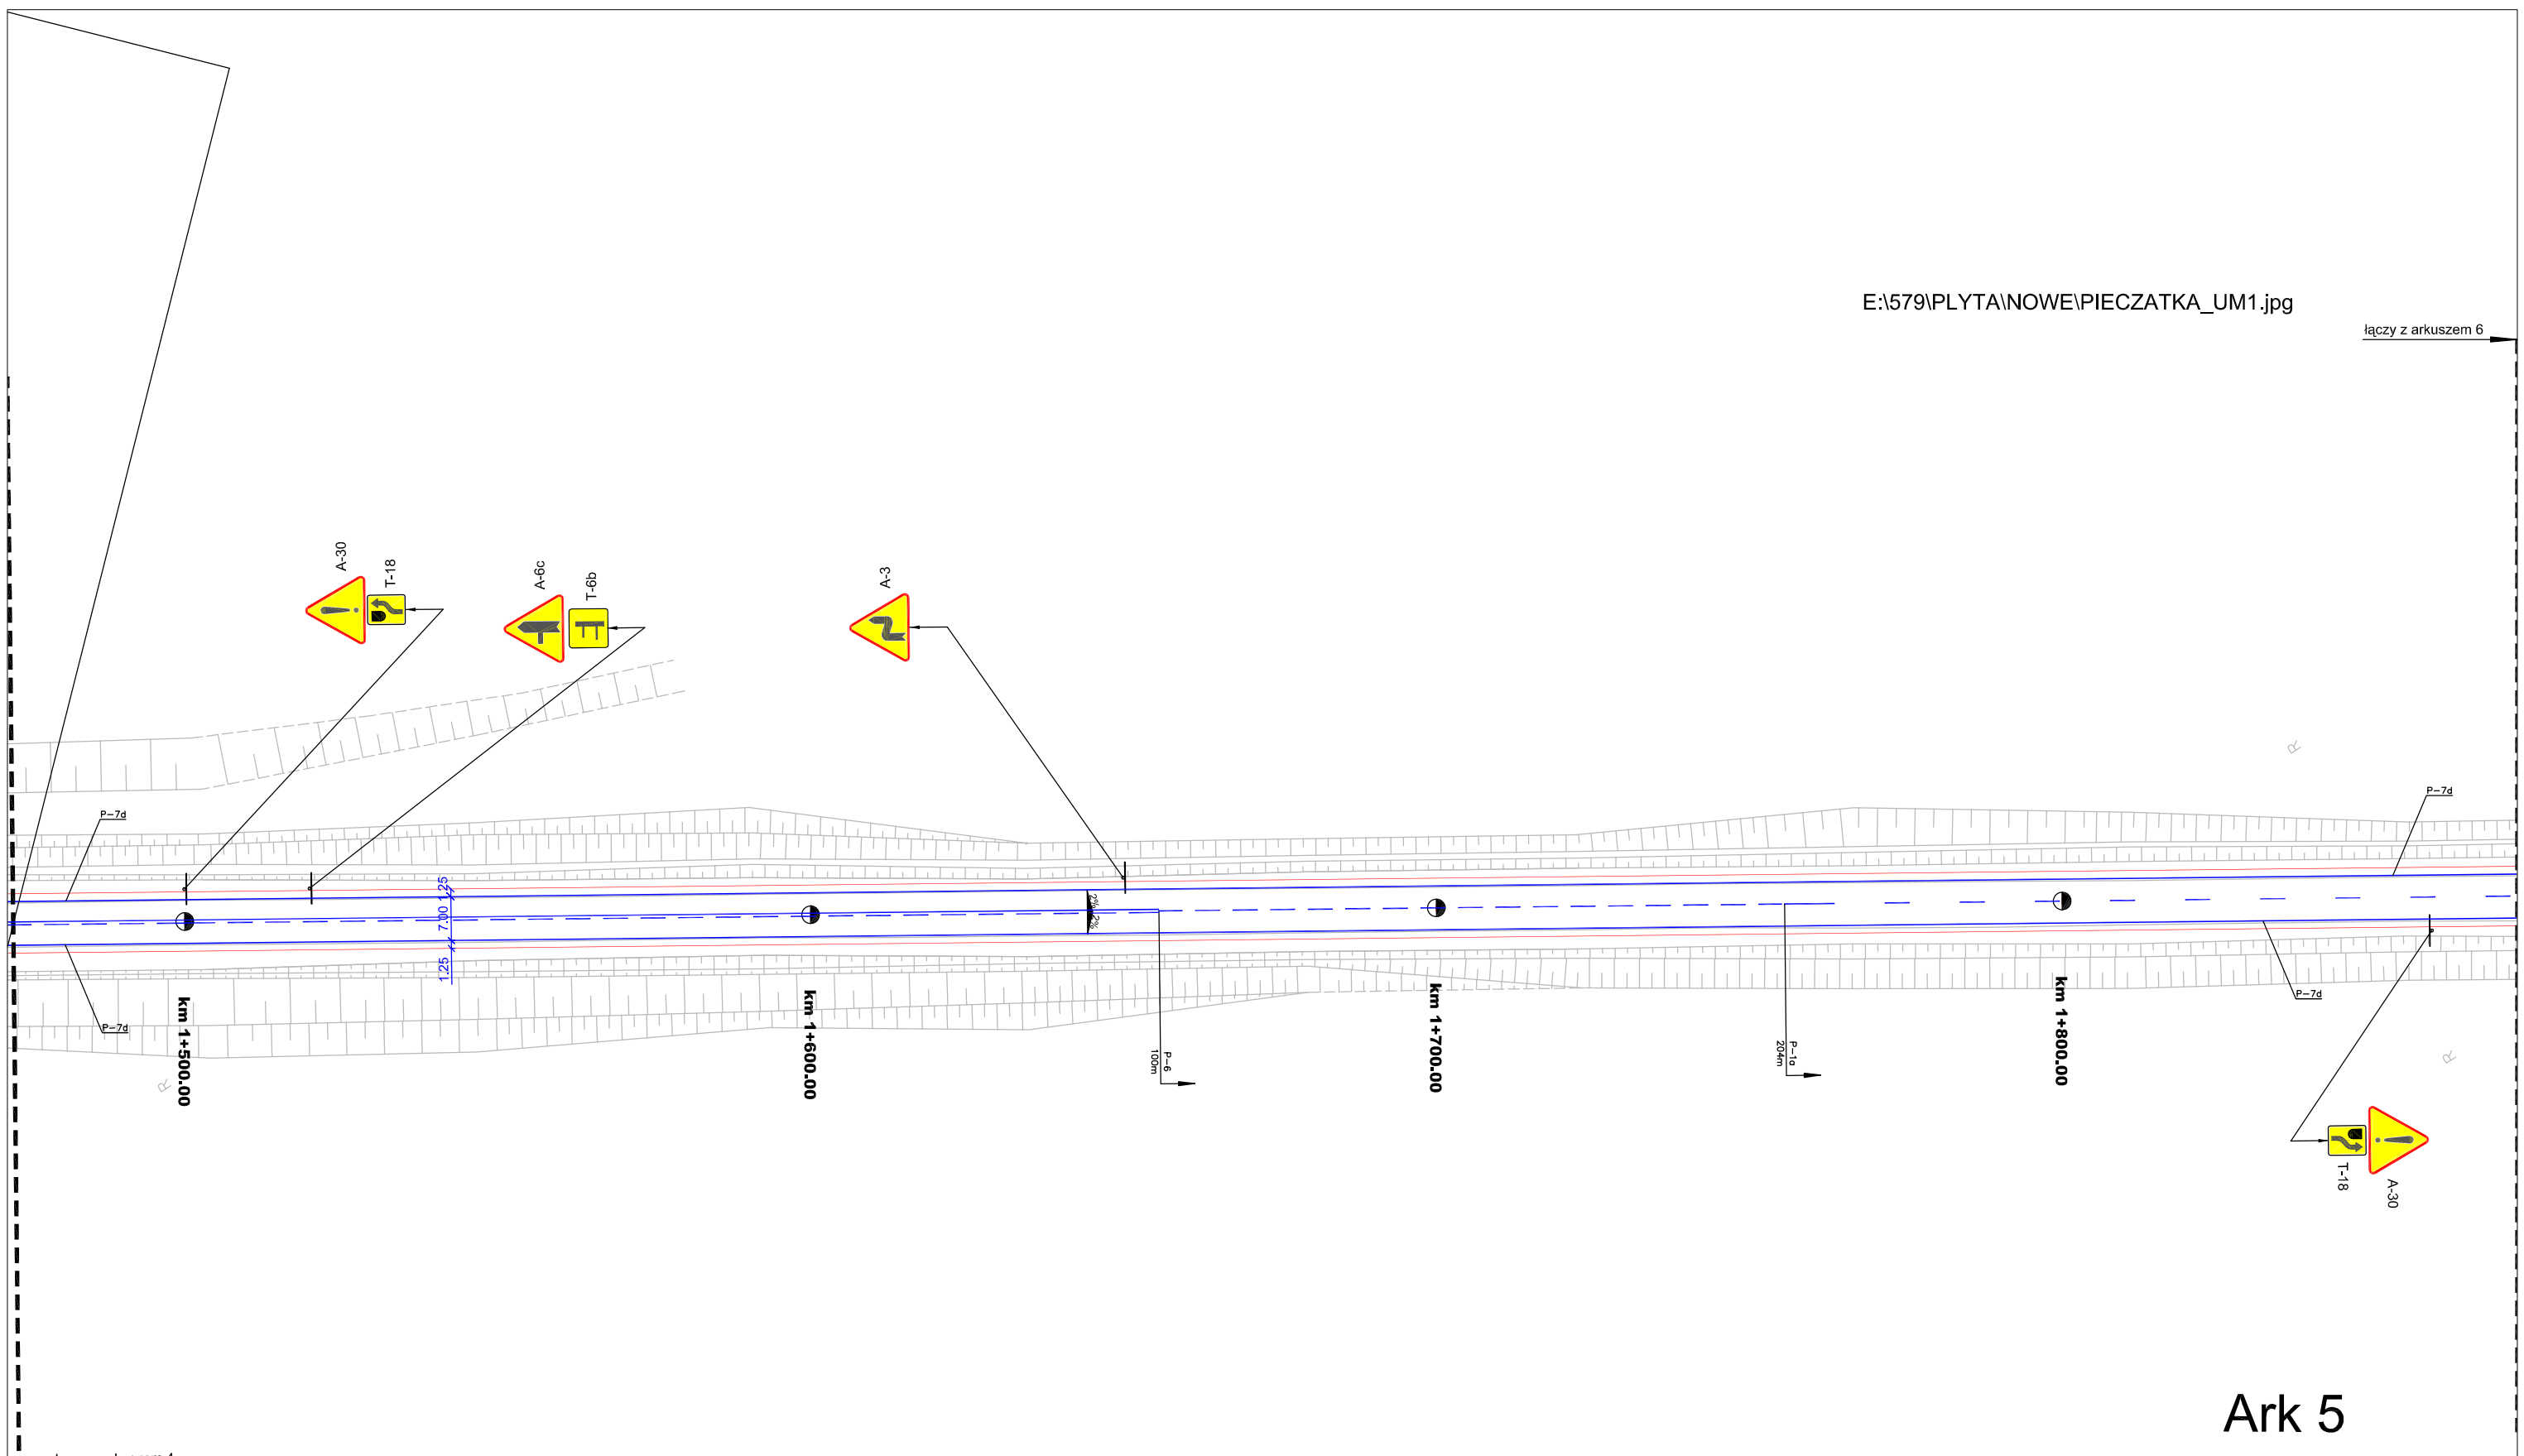 E:\579\PLYTA\NOWE\PIECZATKA_UM1.jpg
łączy z arkuszem 6
A-30
T-18
A-6c
T-6b
A-3
R
P-7d
P-7d
1.25
7.00
1.25
2%
2%
P-7d
P-7d
km 1+500.00
km 1+600.00
P-6
100m
km 1+700.00
P-1a
204m
km 1+800.00
R
R
T-18
A-30
Ark 5